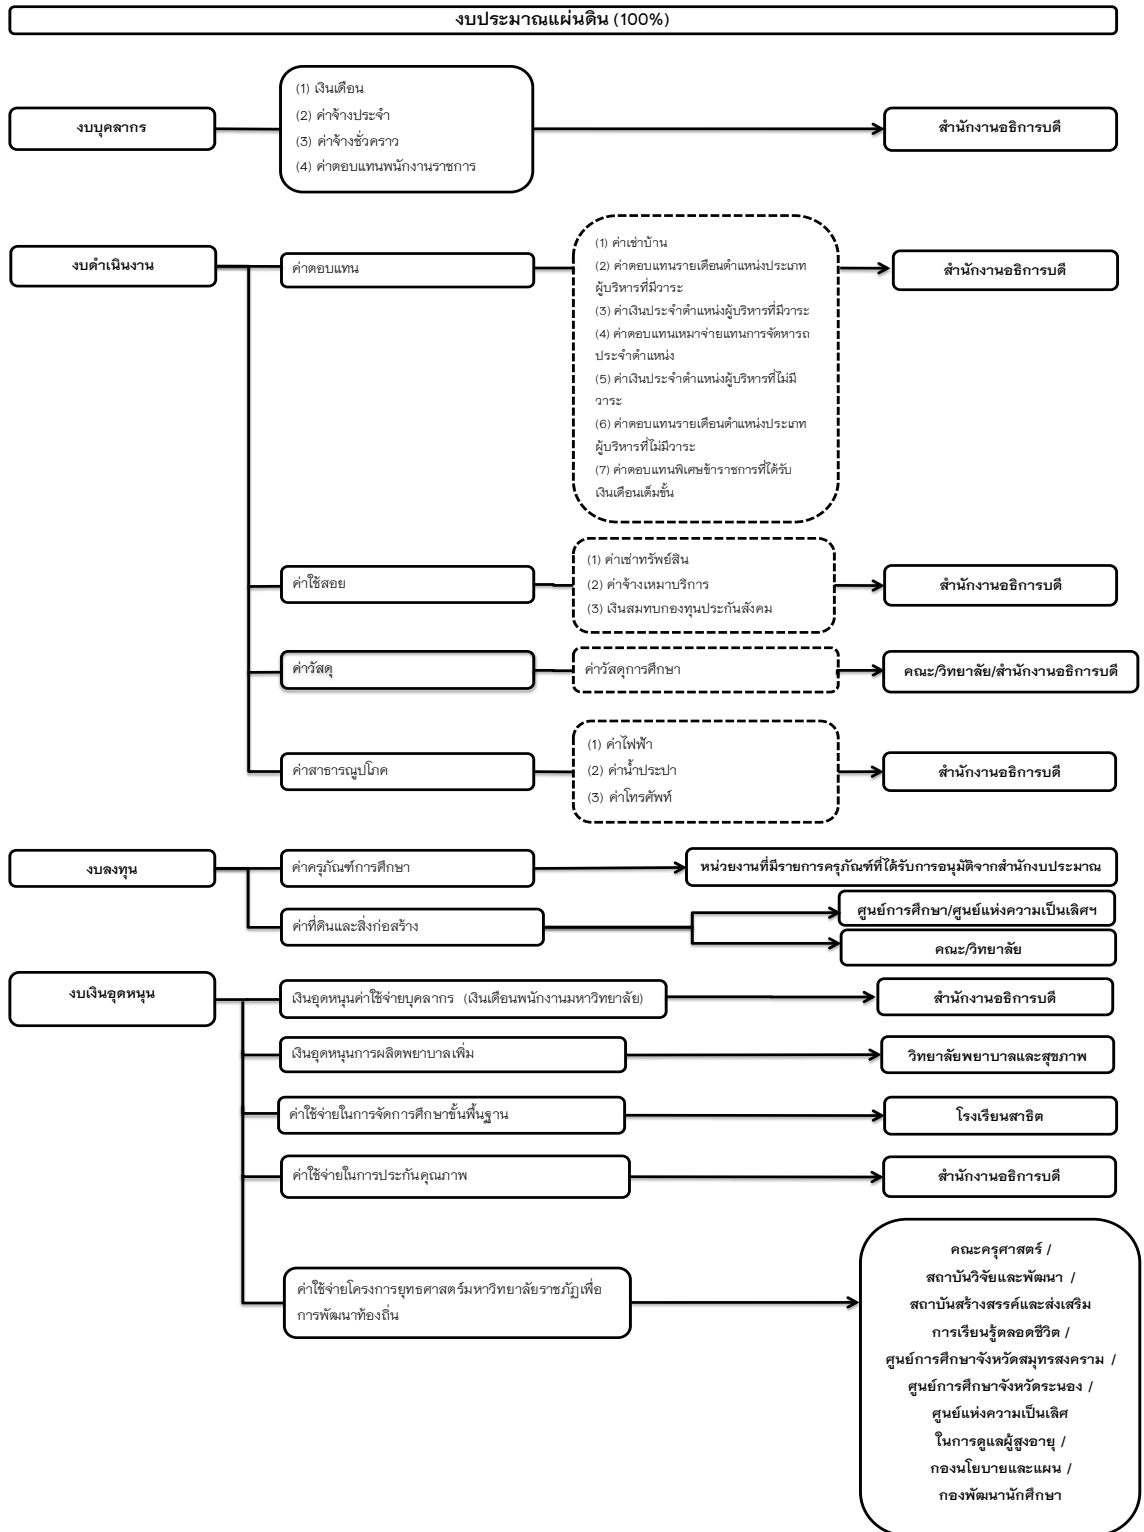 งบประมาณแผ่นดิน (100%)
งบบุคลากร
(1) เงินเดือน
(2) ค่าจ้างประจำ
(3) ค่าจ้างชั่วคราว
(4) ค่าตอบแทนพนักงานราชการ
สำนักงานอธิการบดี
งบดำเนินงาน
ค่าตอบแทน
(1) ค่าเช่าบ้าน
(2) ค่าตอบแทนรายเดือนตำแหน่งประเภท
ผู้บริหารที่มีวาระ
(3) ค่าเงินประจำตำแหน่งผู้บริหารที่มีวาระ
(4) ค่าตอบแทนเหมาจ่ายแทนการจัดหารถ
ประจำตำแหน่ง
(5) ค่าเงินประจำตำแหน่งผู้บริหารที่ไม่มี
วาระ
(6) ค่าตอบแทนรายเดือนตำแหน่งประเภท
ผู้บริหารที่ไม่มีวาระ
(7) ค่าตอบแทนพิเศษข้าราชการที่ได้รับ
เงินเดือนเต็มขั้น
สำนักงานอธิการบดี
ค่าใช้สอย
(1) ค่าเช่าทรัพย์สิน
(2) ค่าจ้างเหมาบริการ
(3) เงินสมทบกองทุนประกันสังคม
สำนักงานอธิการบดี
ค่าวัสดุ
ค่าวัสดุการศึกษา
คณะ/วิทยาลัย/สำนักงานอธิการบดี
ค่าสาธารณูปโภค
(1) ค่าไฟฟ้า
(2) ค่าน้ำประปา
(3) ค่าโทรศัพท์
สำนักงานอธิการบดี
งบลงทุน
ค่าครุภัณฑ์การศึกษา
หน่วยงานที่มีรายการครุภัณฑ์ที่ได้รับการอนุมัติจากสำนักงบประมาณ
ค่าที่ดินและสิ่งก่อสร้าง
ศูนย์การศึกษา/ศูนย์แห่งความเป็นเลิศฯ
คณะ/วิทยาลัย
งบเงินอุดหนุน
เงินอุดหนุนค่าใช้จ่ายบุคลากร (เงินเดือนพนักงานมหาวิทยาลัย)
สำนักงานอธิการบดี
เงินอุดหนุนการผลิตพยาบาลเพิ่ม
วิทยาลัยพยาบาลและสุขภาพ
ค่าใช้จ่ายในการจัดการศึกษาขั้นพื้นฐาน
โรงเรียนสาธิต
ค่าใช้จ่ายในการประกันคุณภาพ
สำนักงานอธิการบดี
ค่าใช้จ่ายโครงการยุทธศาสตร์มหาวิทยาลัยราชภัฏเพื่อ
การพัฒนาท้องถิ่น
คณะครุศาสตร์ /
สถาบันวิจัยและพัฒนา /
สถาบันสร้างสรรค์และส่งเสริม
การเรียนรู้ตลอดชีวิต /
ศูนย์การศึกษาจังหวัดสมุทรสงคราม /
ศูนย์การศึกษาจังหวัดระนอง /
ศูนย์แห่งความเป็นเลิศ
ในการดูแลผู้สูงอายุ /
กองนโยบายและแผน /
กองพัฒนานักศึกษา